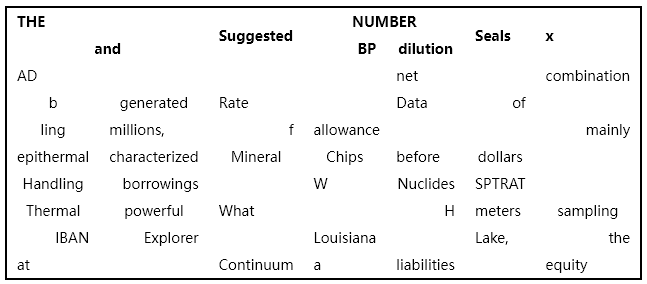 THE NUMBER
Suggested Seals x
and BP dilution
AD net combination
b generated Rate Data of
ling millions, f allowance mainly
epithermal characterized Mineral Chips before dollars
Handling borrowings W Nuclides SPTRAT
Thermal powerful What H meters sampling
IBAN Explorer Louisiana Lake, the
at Continuum a liabilities equity